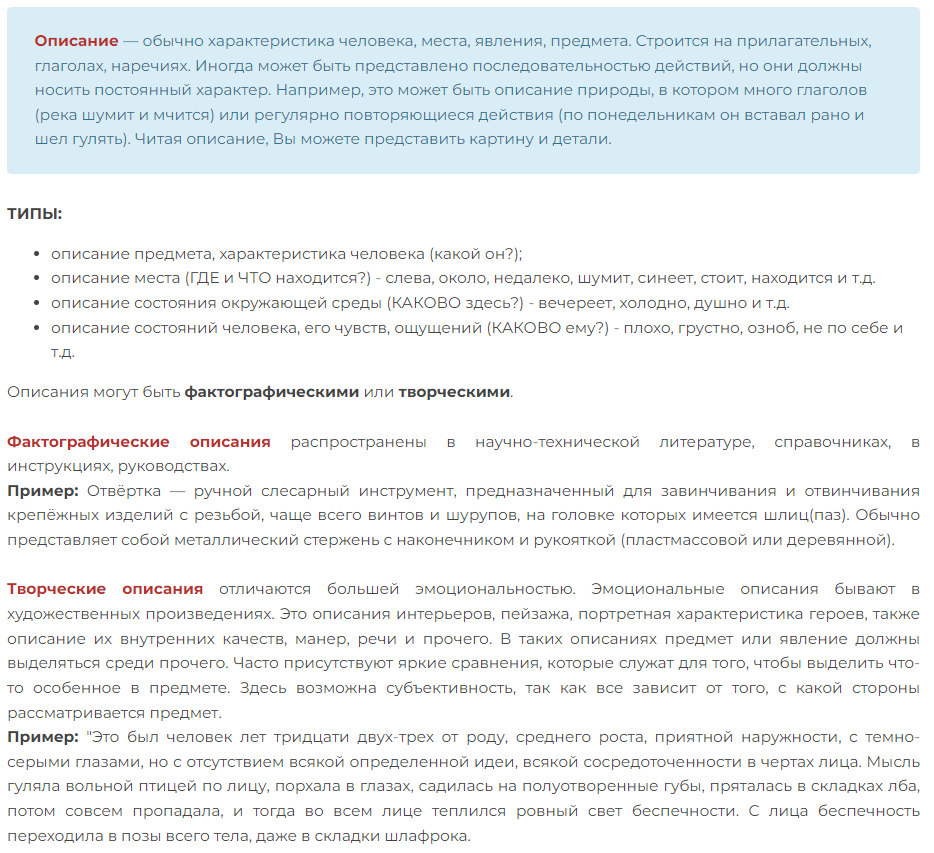 Описание — обычно характеристика человека, места, явления, предмета. Строится на прилагательных,
глаголах, наречиях. Иногда может быть представлено последовательностью действий, но они должны
носить постоянный характер. Например, это может быть описание природы, в котором много глаголов
(река шумит и мчится) или регулярно повторяющиеся действия (по понедельникам он вставал рано и
шел гулять). Читая описание, Вы можете представить картину и детали.
ТИПЫ:
• описание предмета, характеристика человека (какой он?);
• описание места (ГДЕ и ЧТО находится?) - слева, около, недалеко, шумит, синеет, стоит, находится и т.д.
• описание состояния окружающей среды (КАКОВО здесь?) - вечереет, холодно, душно и т.д.
• описание состояний человека, его чувств, ощущений (КАКОВО ему?) - плохо, грустно, озноб, не по себе и
т.д.
Описания могут быть фактографическими или творческими.
Фактографические описания распространены в научно-технической литературе, справочниках, в
инструкциях, руководствах.
Пример: Отвёртка — ручной слесарный инструмент, предназначенный для завинчивания и отвинчивания
крепёжных изделий с резьбой, чаще всего винтов и шурупов, на головке которых имеется шлиц(паз). Обычно
представляет собой металлический стержень с наконечником и рукояткой (пластмассовой или деревянной).
Творческие описания отличаются большей эмоциональностью. Эмоциональные описания бывают в
художественных произведениях. Это описания интерьеров, пейзажа, портретная характеристика героев, также
описание их внутренних качеств, манер, речи и прочего. В таких описаниях предмет или явление должны
выделяться среди прочего. Часто присутствуют яркие сравнения, которые служат для того, чтобы выделить что-
то особенное в предмете. Здесь возможна субъективность, так как все зависит от того, с какой стороны
рассматривается предмет.
Пример: "Это был человек лет тридцати двух-трех от роду, среднего роста, приятной наружности, с темно-
серыми глазами, но с отсутствием всякой определенной идеи, всякой сосредоточенности в чертах лица. Мысль
гуляла вольной птицей по лицу, порхала в глазах, садилась на полуотворенные губы, пряталась в складках лба,
потом совсем пропадала, и тогда во всем лице теплился ровный свет беспечности. С лица беспечность
переходила в позы всего тела, даже в складки шлафрока.